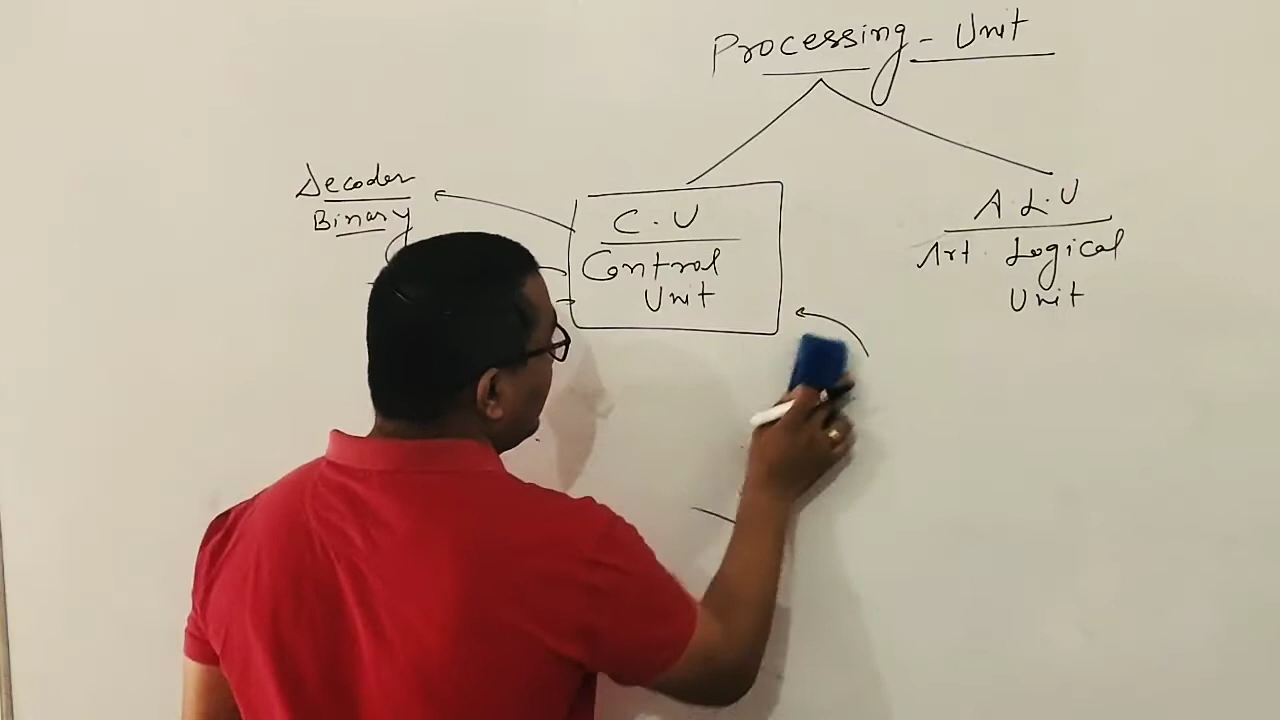 Processing - Unit
Decoder
Binary
C.U
Control
Unit
A.L.U
Art. Logical
Unit